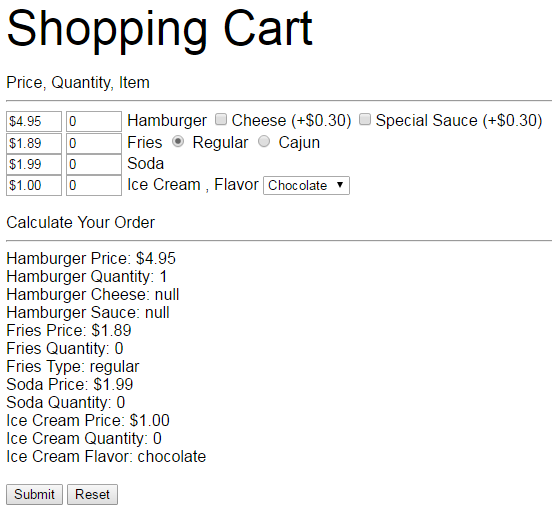 Shopping Cart
Price, Quantity, Item
$4.95 0 Hamburger Cheese (+$0.30) Special Sauce (+$0.30)
$1.89 0 Fries Regular Cajun
$1.99 0 Soda
$1.00 0 Ice Cream , Flavor Chocolate
Calculate Your Order
Hamburger Price: $4.95
Hamburger Quantity: 1
Hamburger Cheese: null
Hamburger Sauce: null
Fries Price: $1.89
Fries Quantity: 0
Fries Type: regular
Soda Price: $1.99
Soda Quantity: 0
Ice Cream Price: $1.00
Ice Cream Quantity: 0
Ice Cream Flavor: chocolate
Submit Reset